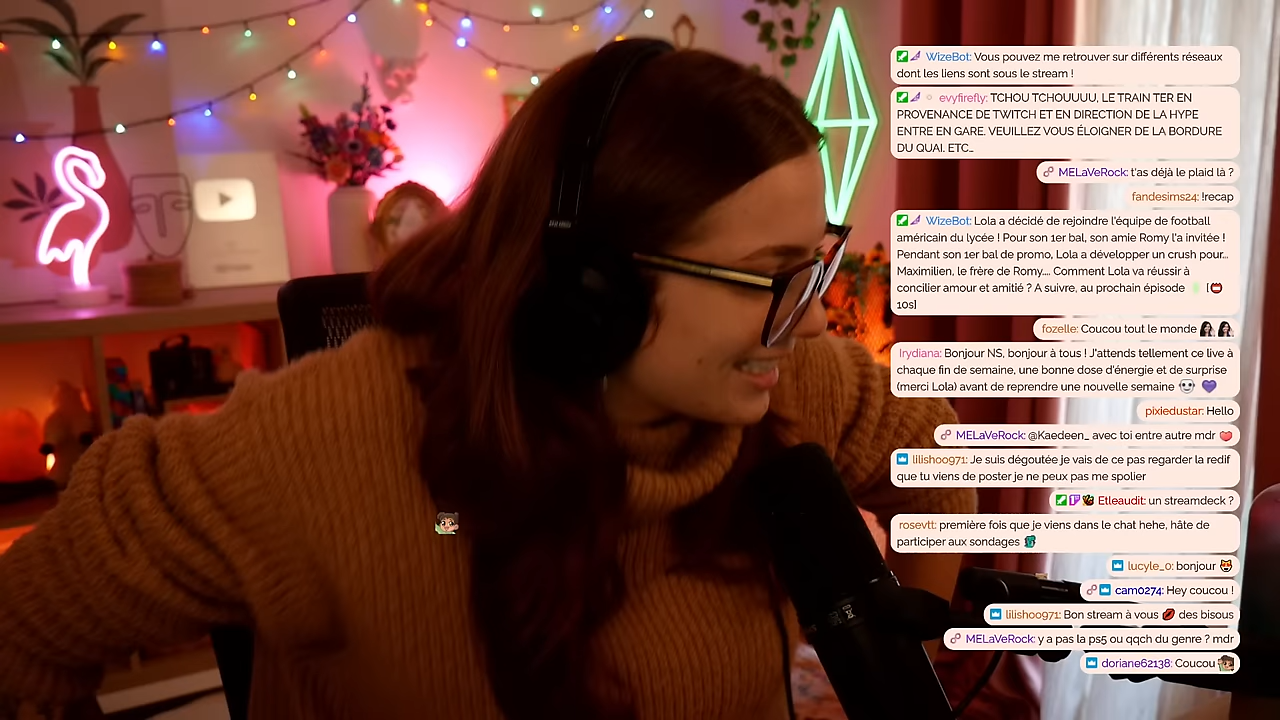 WizeBot: Vous pouvez me retrouver sur différents réseaux
dont les liens sont sous le stream !
evyfirefly: TCHOU TCHOUUUU, LE TRAIN TER EN
PROVENANCE DE TWITCH ET EN DIRECTION DE LA HYPE
ENTRE EN GARE. VEUILLEZ VOUS ÉLOIGNER DE LA BORDURE
DU QUAI. ETC...
MELaVeRock: t'as déjà le plaid là ?
fandesims24: !recap
WizeBot: Lola a décidé de rejoindre l'équipe de football
américain du lycée ! Pour son 1er bal, son amie Romy l'a invitée !
Pendant son 1er bal de promo, Lola a développer un crush pour...
Maximilien, le frère de Romy.... Comment Lola va réussir à
concilier amour et amitié ? A suivre, au prochain épisode [
10s]
fozelle: Coucou tout le monde
Irydiana: Bonjour NS, bonjour à tous ! J'attends tellement ce live à
chaque fin de semaine, une bonne dose d'énergie et de surprise
(merci Lola) avant de reprendre une nouvelle semaine
pixiedustar: Hello
MELaVeRock: @Kaedeen_ avec toi entre autre mdr
lilishoo971: Je suis dégoutée je vais de ce pas regarder la redif
que tu viens de poster je ne peux pas me spolier
Etleaudit: un streamdeck ?
rosevtt: première fois que je viens dans le chat hehe, hâte de
participer aux sondages
lucyle_0: bonjour
cam0274: Hey coucou !
lilishoo971: Bon stream à vous des bisous
MELaVeRock: y a pas la ps5 ou qqch du genre ? mdr
doriane62138: Coucou